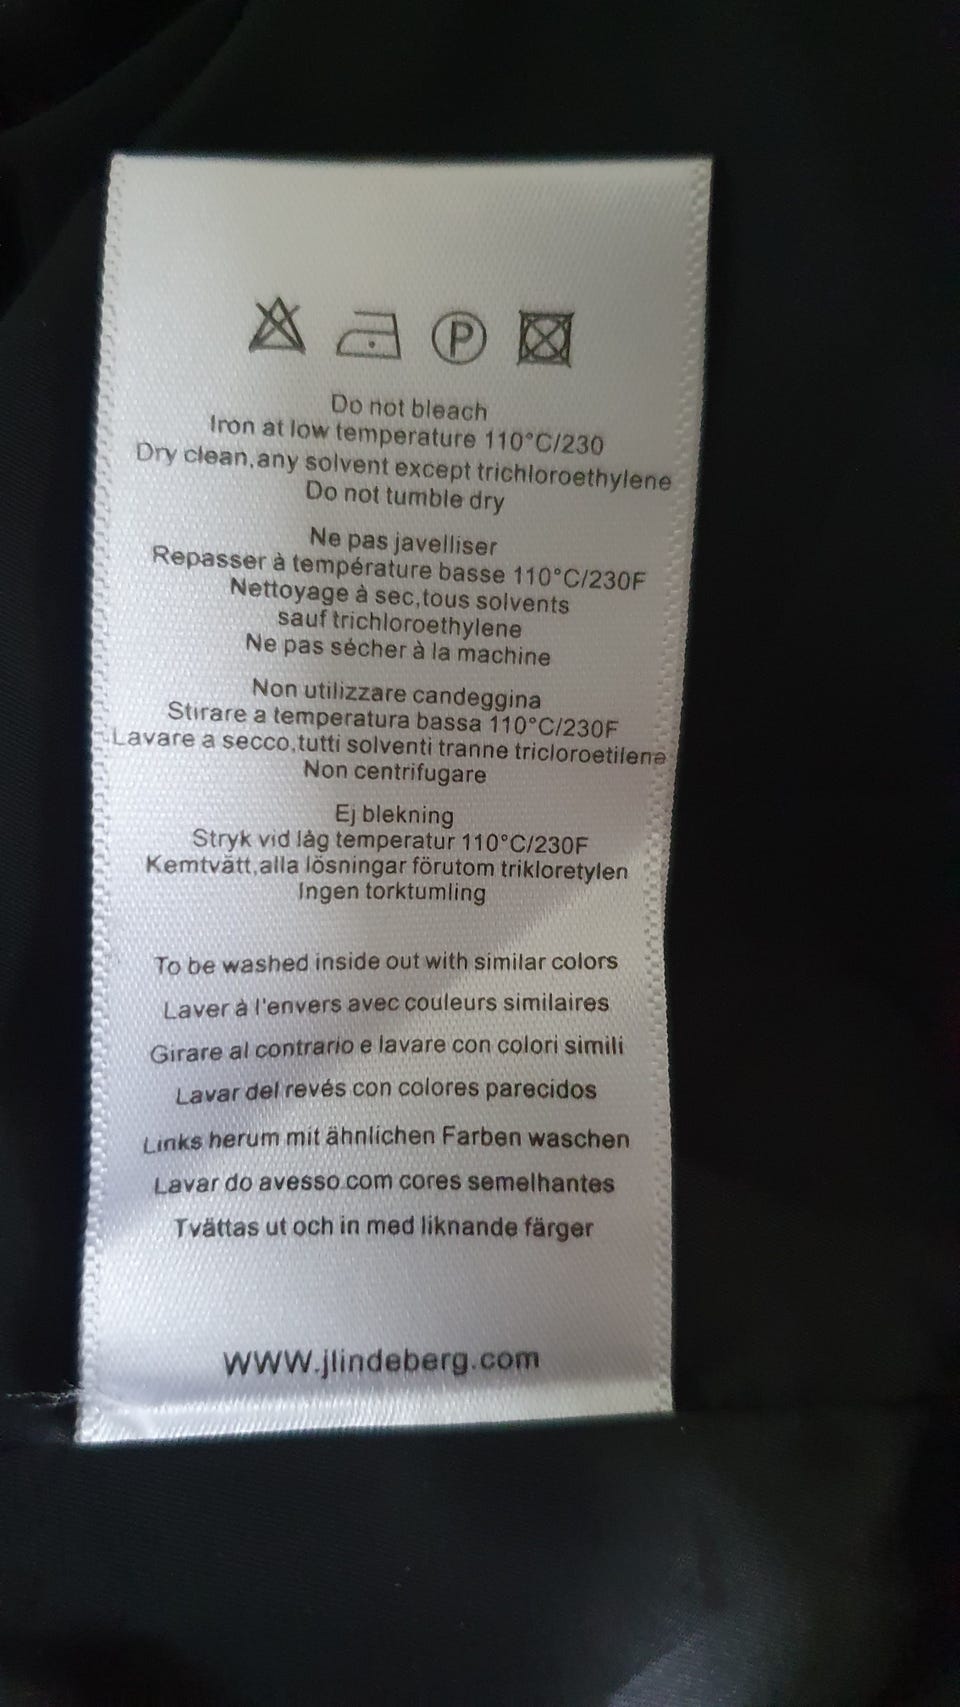 P
Do not bleach
Iron at low temperature 110°C/230
Dry clean,any solvent except trichloroethylene
Do not tumble dry
Ne pas javelliser
Repasser à température basse 110°C/230F
Nettoyage à sec,tous solvents
sauf trichloroethylene
Ne pas sécher à la machine
Non utilizzare candeggina
Stirare a temperatura bassa 110°C/230F
Lavare a secco,tutti solventi tranne tricloroetilene
Non centrifugare
Ej blekning
Stryk vid låg temperatur 110°C/230F
Kemtvätt,alla lösningar förutom trikloretylen
Ingen torktumling
To be washed inside out with similar colors
Laver à l'envers avec couleurs similaires
Girare al contrario e lavare con colori simili
Lavar del revés con colores parecidos
Links herum mit ähnlichen Farben waschen
Lavar do avesso com cores semelhantes
Tvättas ut och in med liknande färger
WWW.jlindeberg.com